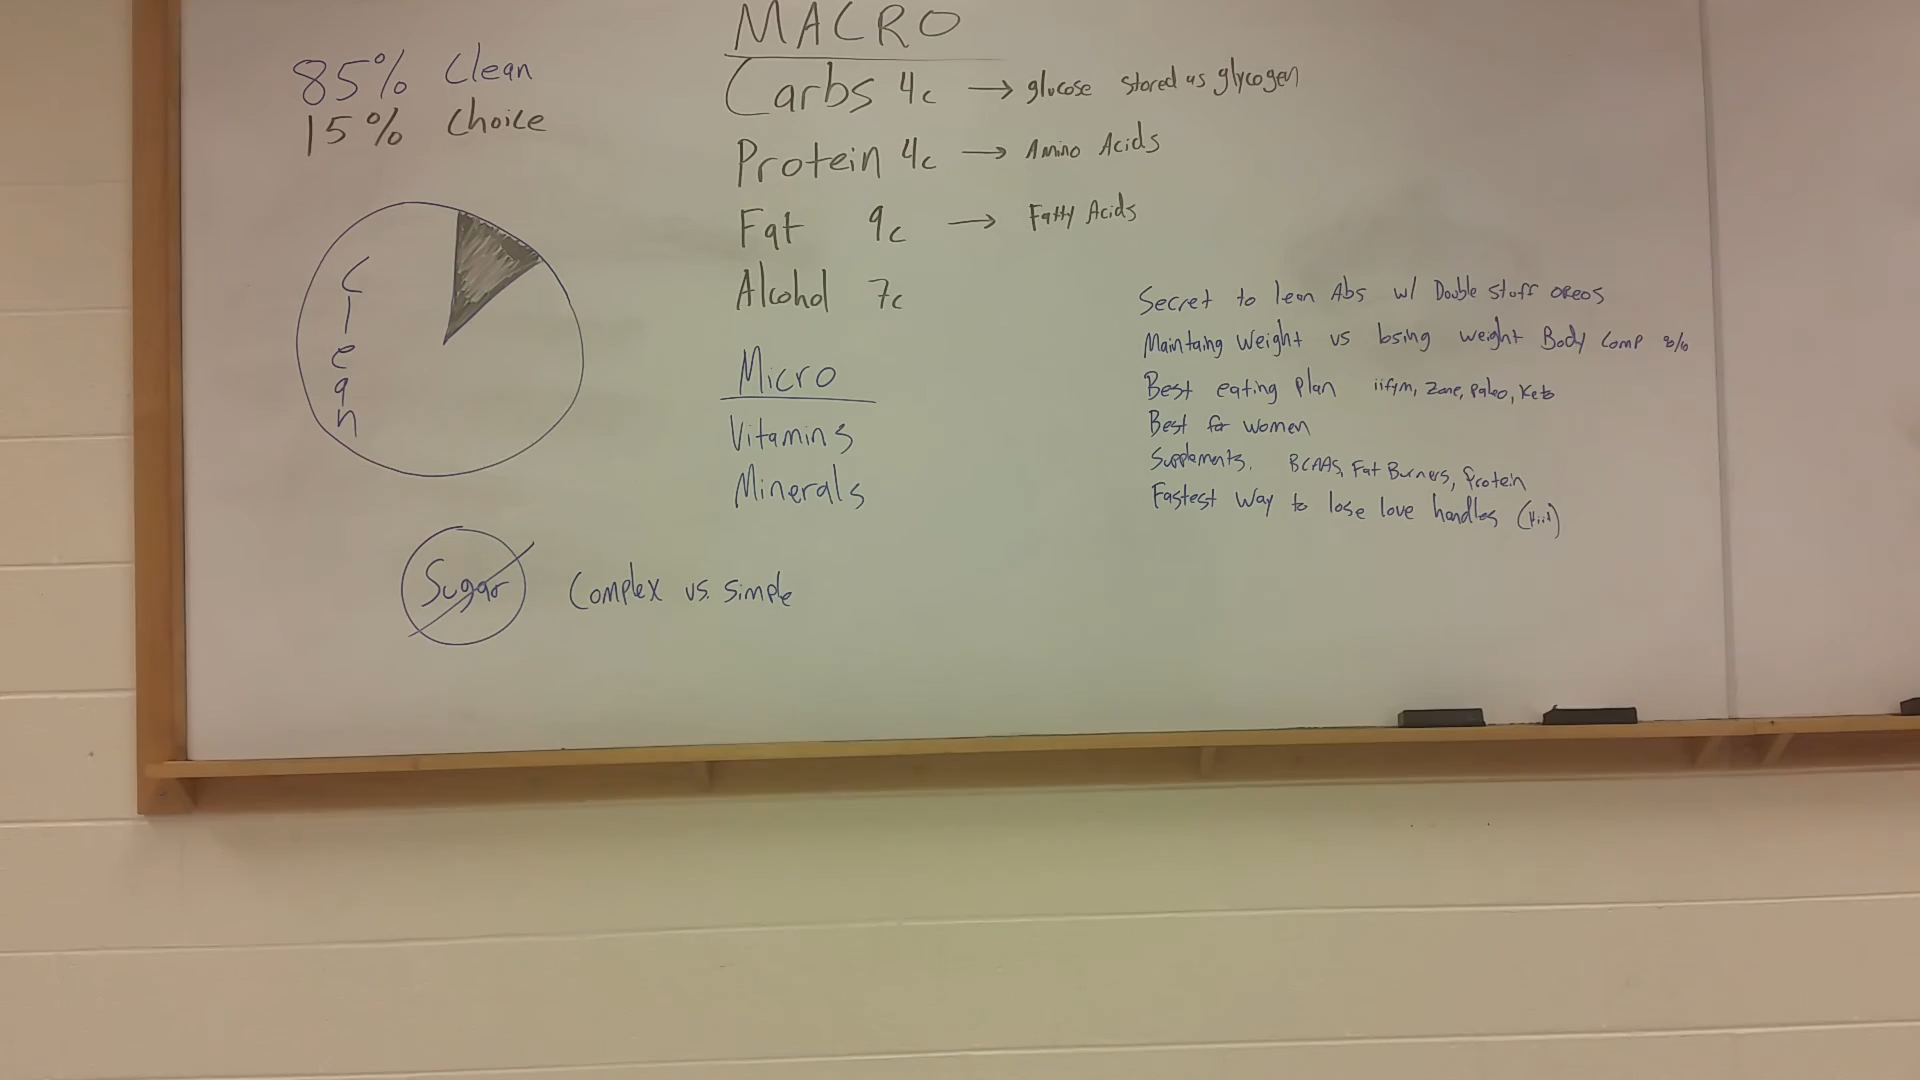 85% Clean
15% Choice
Clean
Sugar Complex vs. Simple
MACRO
Carbs 4c → glucose stored as glycogen
Protein 4c → Amino Acids
Fat 9c → Fatty Acids
Alcohol 7c
Micro
Vitamins
Minerals
Secret to lean Abs w/ Double stuff oreos
Maintaing Weight vs losing weight Body Comp %
Best eating Plan iifym, Zone, Paleo, Keto
Best for women
Supplements, BCAAS, Fat Burners, Protein
Fastest Way to lose love handles (Hiit)